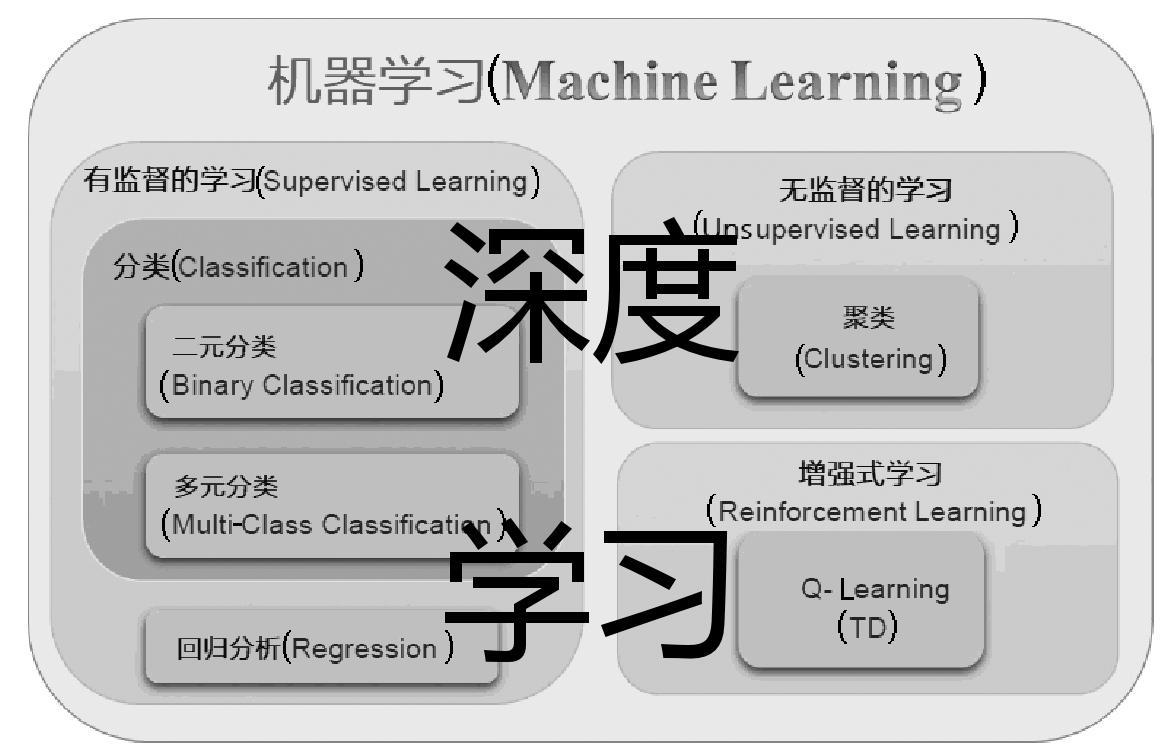 机器学习(Machine Learning)
有监督的学习(Supervised Learning)
分类(Classification)
二元分类
(Binary Classification)
多元分类
(Multi-Class Classification)
回归分析(Regression)
无监督的学习
(Unsupervised Learning)
聚类
(Clustering)
增强式学习
(Reinforcement Learning)
Q- Learning
(TD)
深度
学习